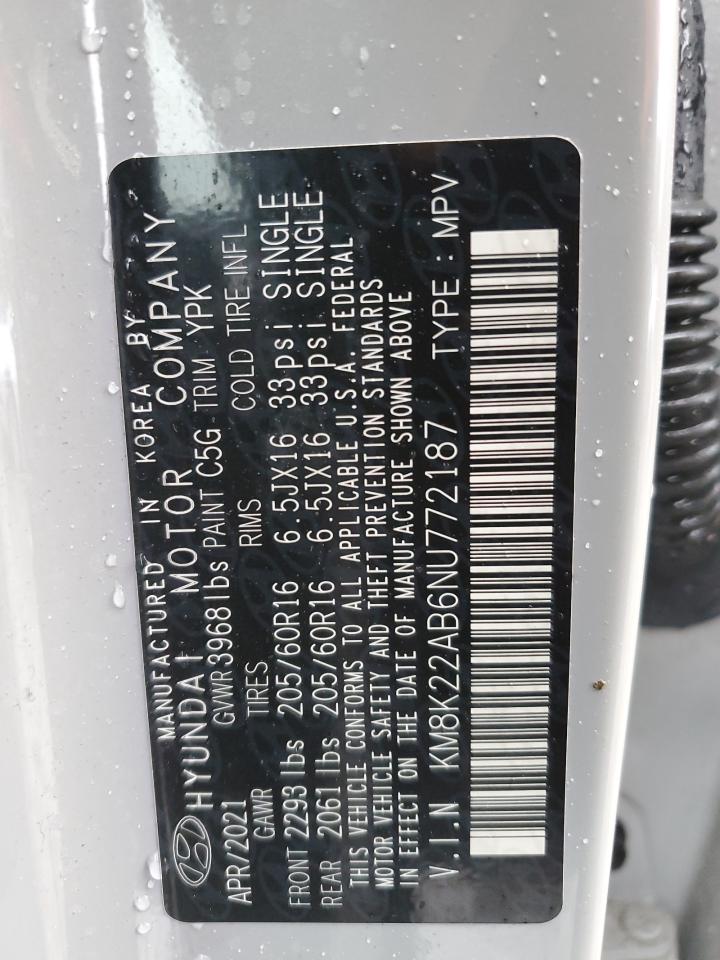 MANUFACTURED IN KOREA BY
HYUNDAI MOTOR COMPANY
APR/2021 GVWR 3968 lbs PAINT C5G TRIM YPK
GAWR TIRES RIMS COLD TIRE INFL
FRONT 2293 lbs 205/60R16 6.5JX16 33psi SINGLE
REAR 2061 lbs 205/60R16 6.5JX16 33psi SINGLE
THIS VEHICLE CONFORMS TO ALL APPLICABLE U.S.A. FEDERAL
MOTOR VEHICLE SAFETY AND THEFT PREVENTION STANDARDS
IN EFFECT ON THE DATE OF MANUFACTURE SHOWN ABOVE
V.I.N KM8K22AB6NU772187 TYPE : MPV